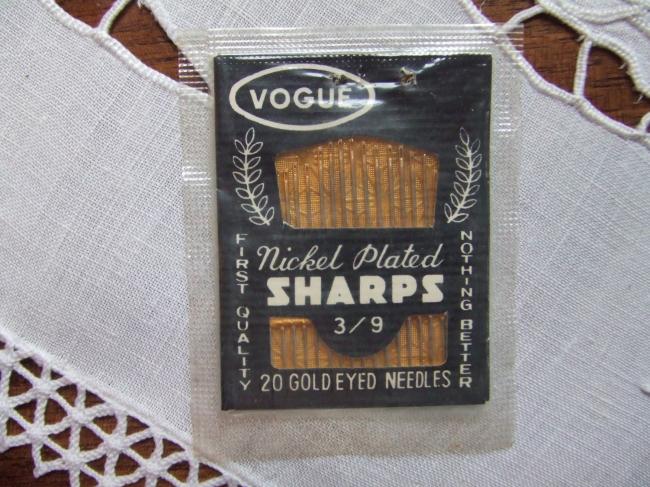 VOGUE
FIRST QUALITY
NOTHING BETTER
Nickel Plated
SHARPS
3/9
20 GOLD EYED NEEDLES